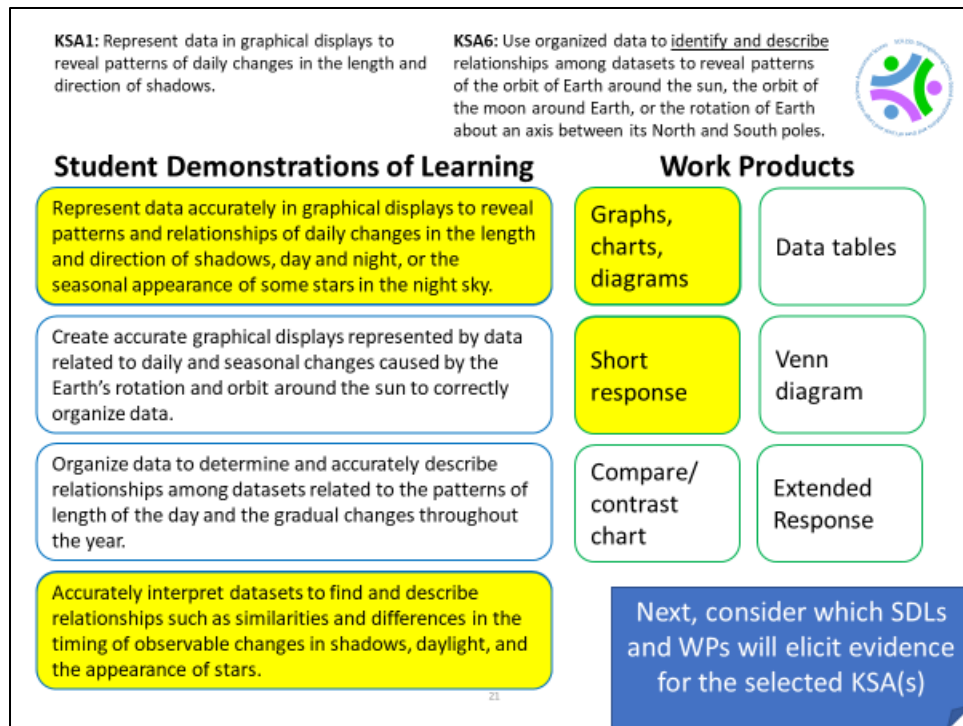 KSA1: Represent data in graphical displays to
reveal patterns of daily changes in the length and
direction of shadows.
KSA6: Use organized data to identify and describe
relationships among datasets to reveal patterns
of the orbit of Earth around the sun, the orbit of
the moon around Earth, or the rotation of Earth
about an axis between its North and South poles.
Student Demonstrations of Learning
Represent data accurately in graphical displays to reveal
patterns and relationships of daily changes in the length
and direction of shadows, day and night, or the
seasonal appearance of some stars in the night sky.
Create accurate graphical displays represented by data
related to daily and seasonal changes caused by the
Earth's rotation and orbit around the sun to correctly
organize data.
Organize data to determine and accurately describe
relationships among datasets related to the patterns of
length of the day and the gradual changes throughout
the year.
Accurately interpret datasets to find and describe
relationships such as similarities and differences in the
timing of observable changes in shadows, daylight, and
the appearance of stars.
Work Products
Graphs,
charts,
diagrams
Data tables
Short
response
Venn
diagram
Compare/
contrast
chart
Extended
Response
Next, consider which SDLs
and WPs will elicit evidence
for the selected KSA(s)
21